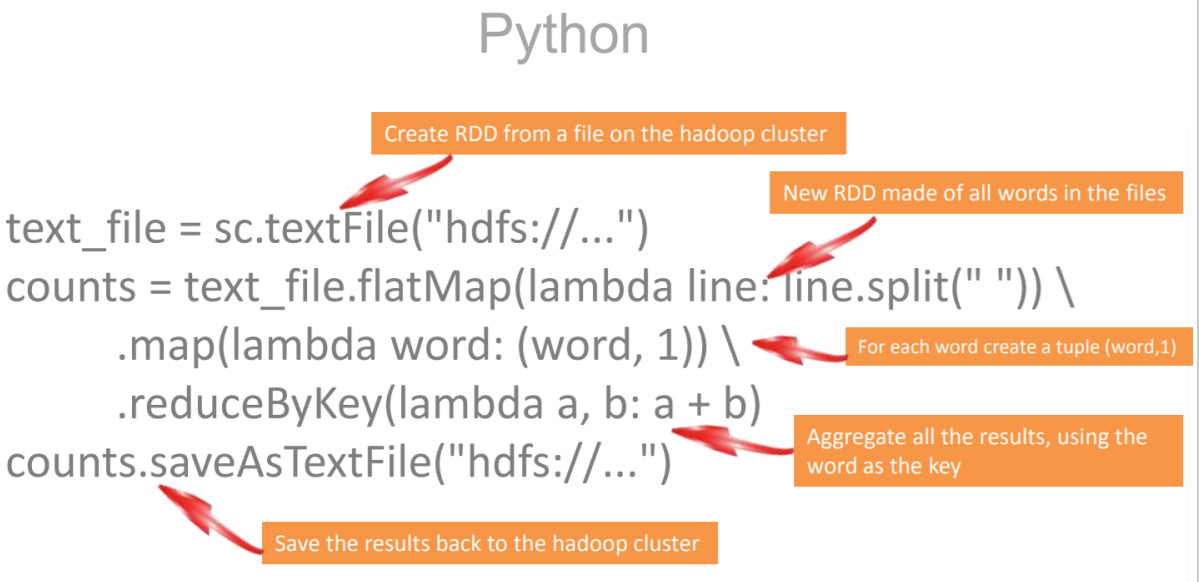 Python
Create RDD from a file on the hadoop cluster
New RDD made of all words in the files
text_file = sc.textFile("hdfs://...")
counts = text_file.flatMap(lambda line: line.split(" ")) \
.map(lambda word: (word, 1)) \
For each word create a tuple (word,1)
.reduceByKey(lambda a, b: a + b)
Aggregate all the results, using the
word as the key
counts.saveAsTextFile("hdfs://...")
Save the results back to the hadoop cluster